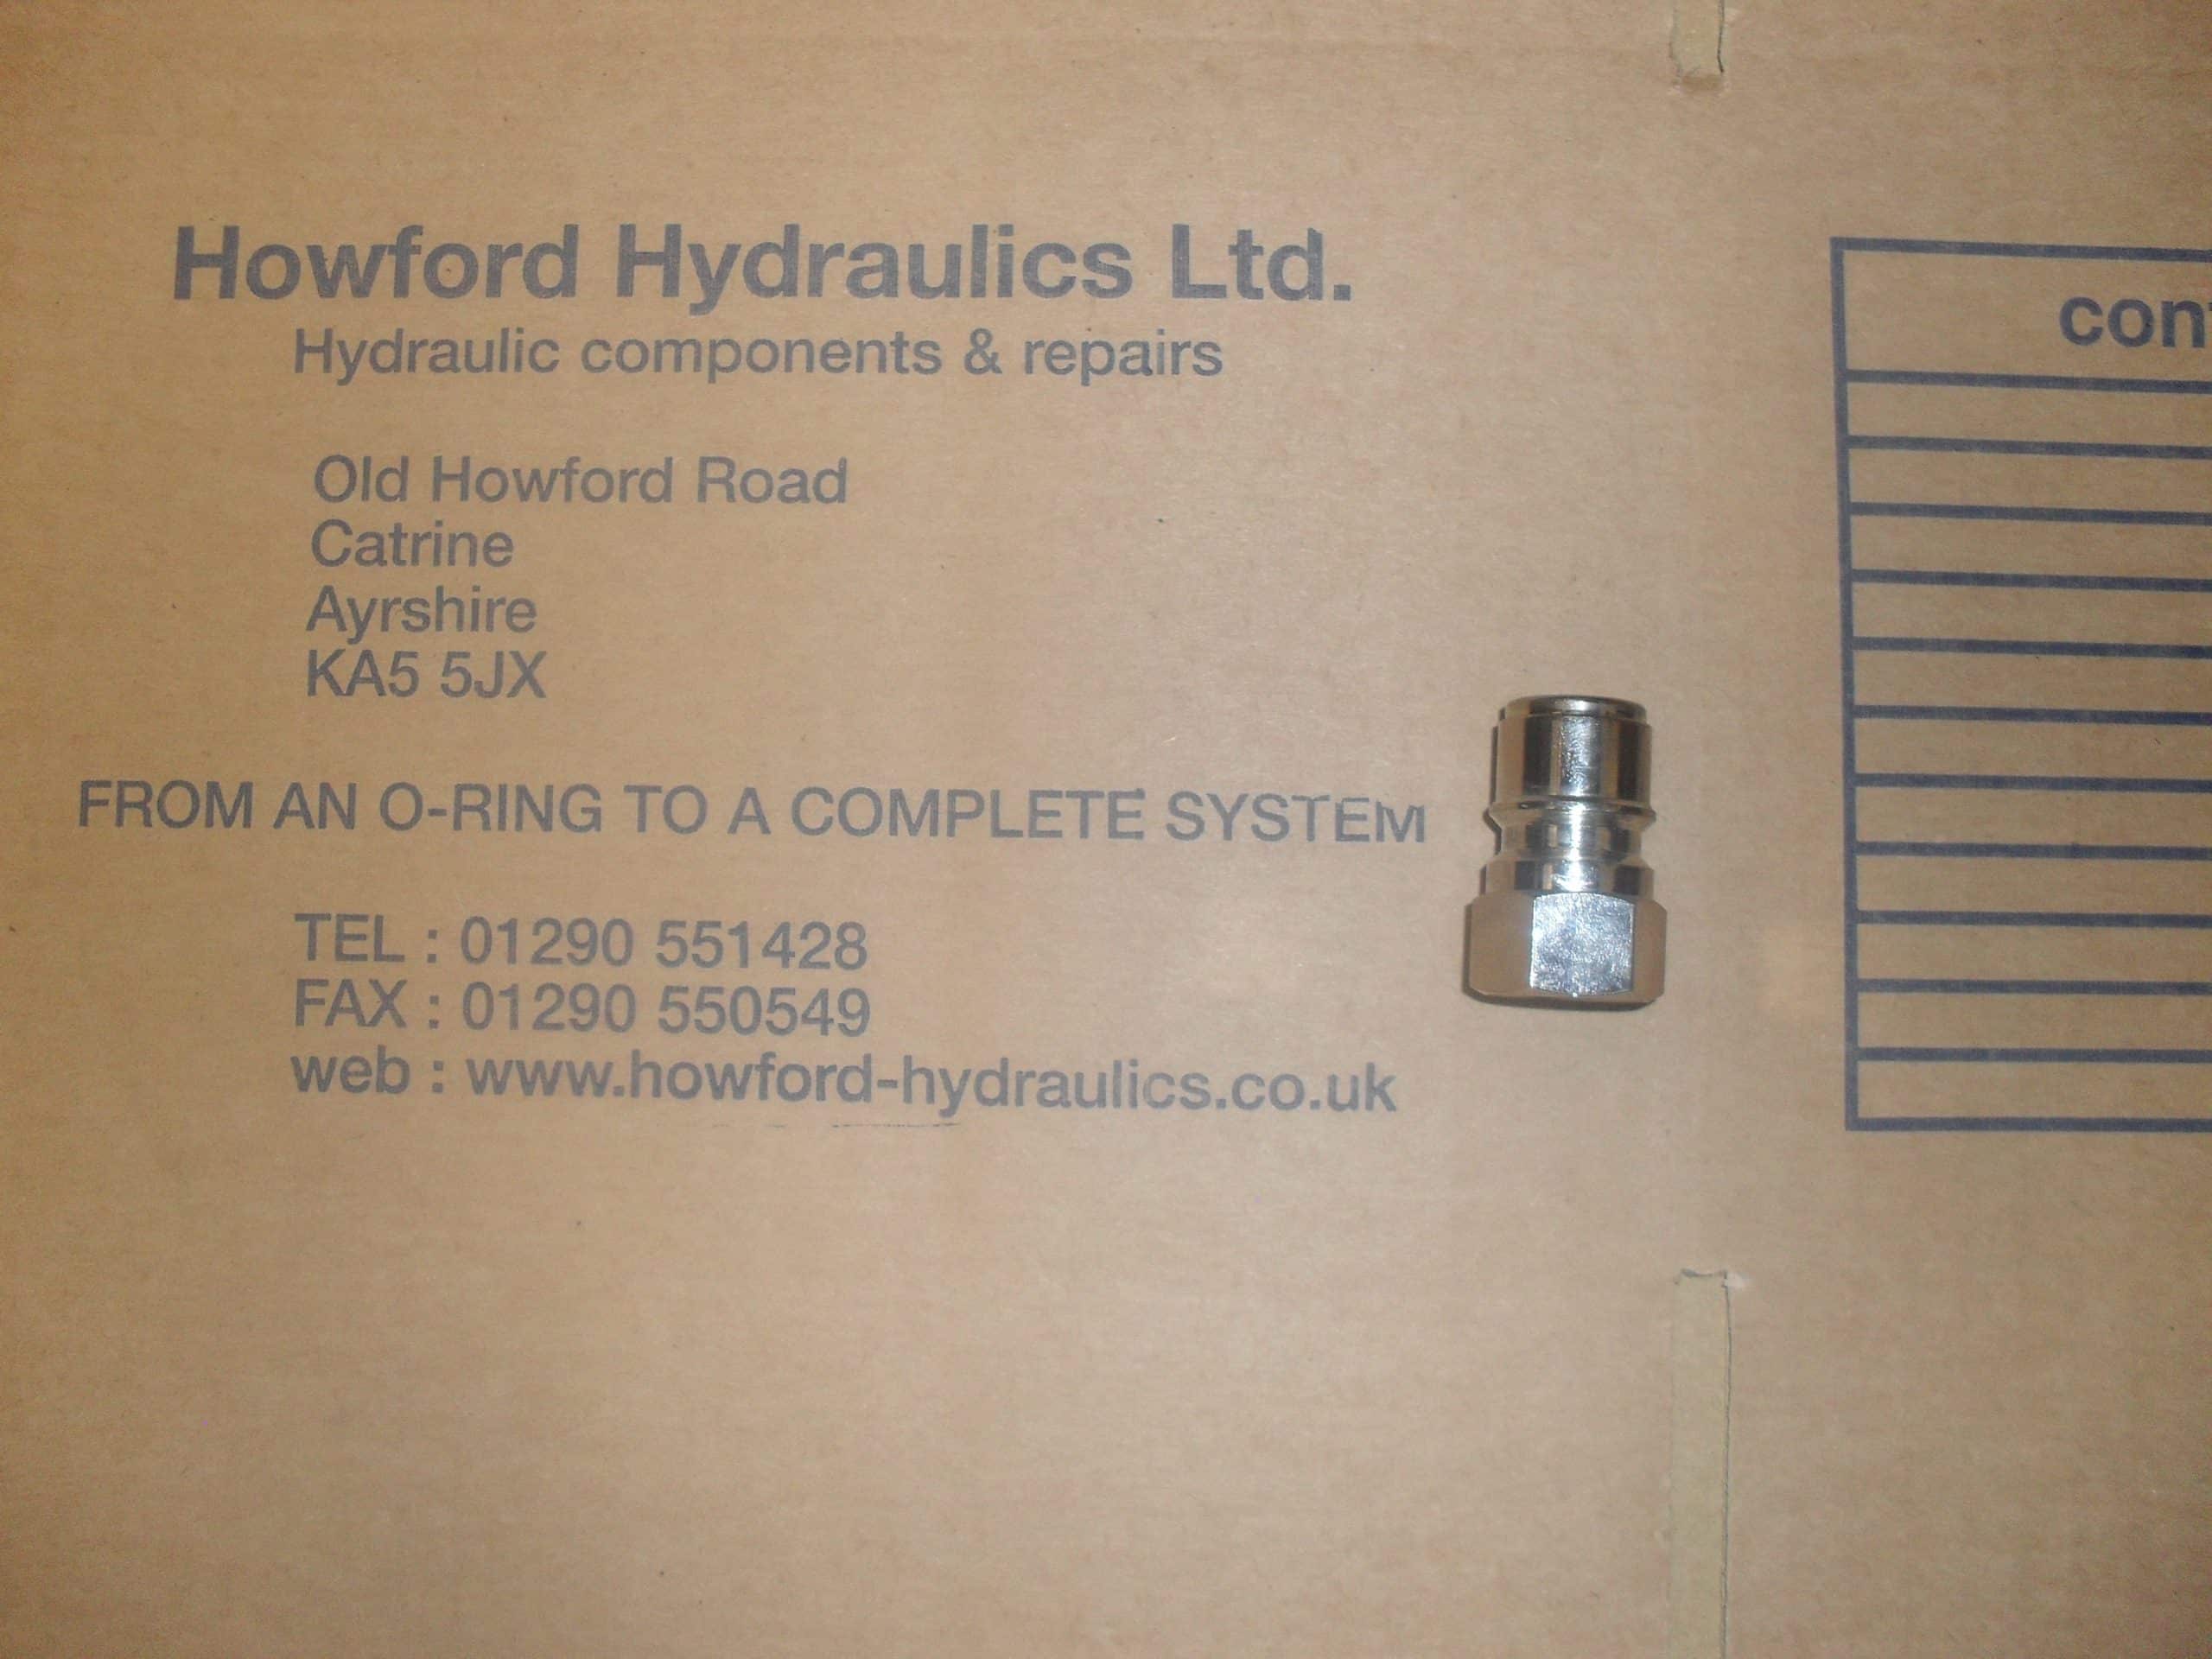 Howford Hydraulics Ltd.
Hydraulic components & repairs
Old Howford Road
Catrine
Ayrshire
KA5 5JX
FROM AN O-RING TO A COMPLETE SYSTEM
TEL : 01290 551428
FAX : 01290 550549
web : www.howford-hydraulics.co.uk